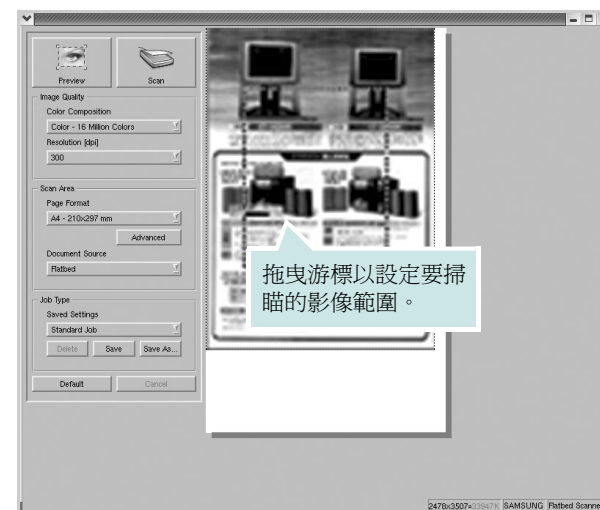 Preview
Scan
Image Quality
Color Composition
Color - 16 Million Colors
Resolution [dpi]
300
Scan Area
Page Format
A4 - 210x297 mm
Advanced
Document Source
Flatbed
Job Type
Saved Settings
Standard Job
Delete Save Save As...
Default Cancel
拖曳游標以設定要掃
瞄的影像範圍。
2478x3507=33947K SAMSUNG Flatbed Scanne